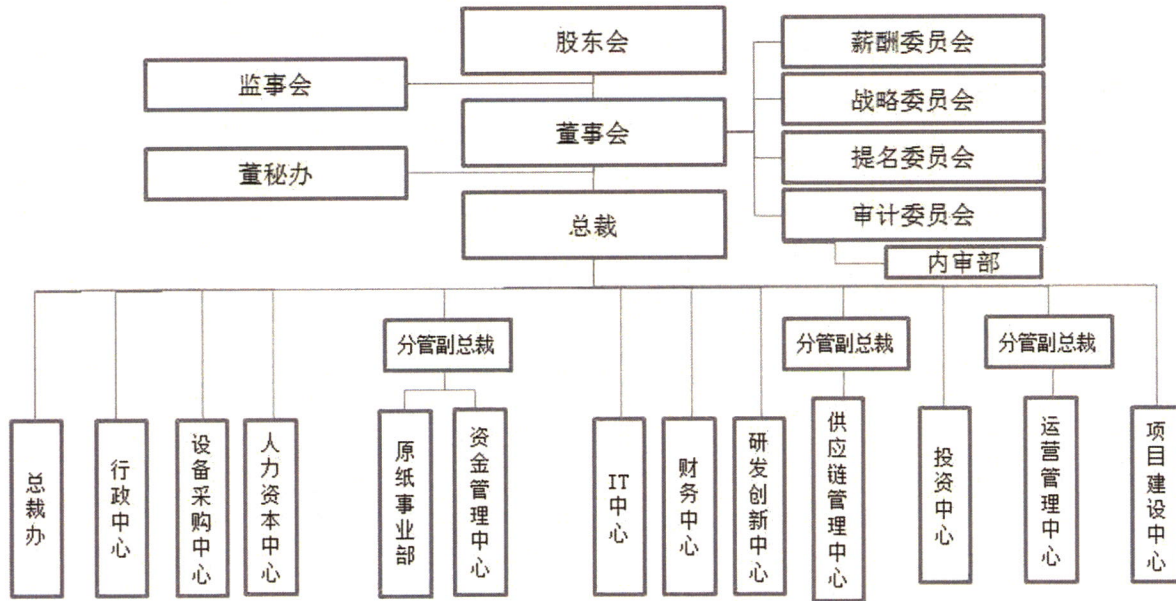 股东会
薪酬委员会
监事会
战略委员会
董事会
提名委员会
董秘办
审计委员会
总裁
内审部
分管副总裁
分管副总裁
分管副总裁
总裁办
行政中心
设备采购中心
人力资本中心
原纸事业部
资金管理中心
IT中心
财务中心
研发创新中心
供应链管理中心
投资中心
运营管理中心
项目建设中心